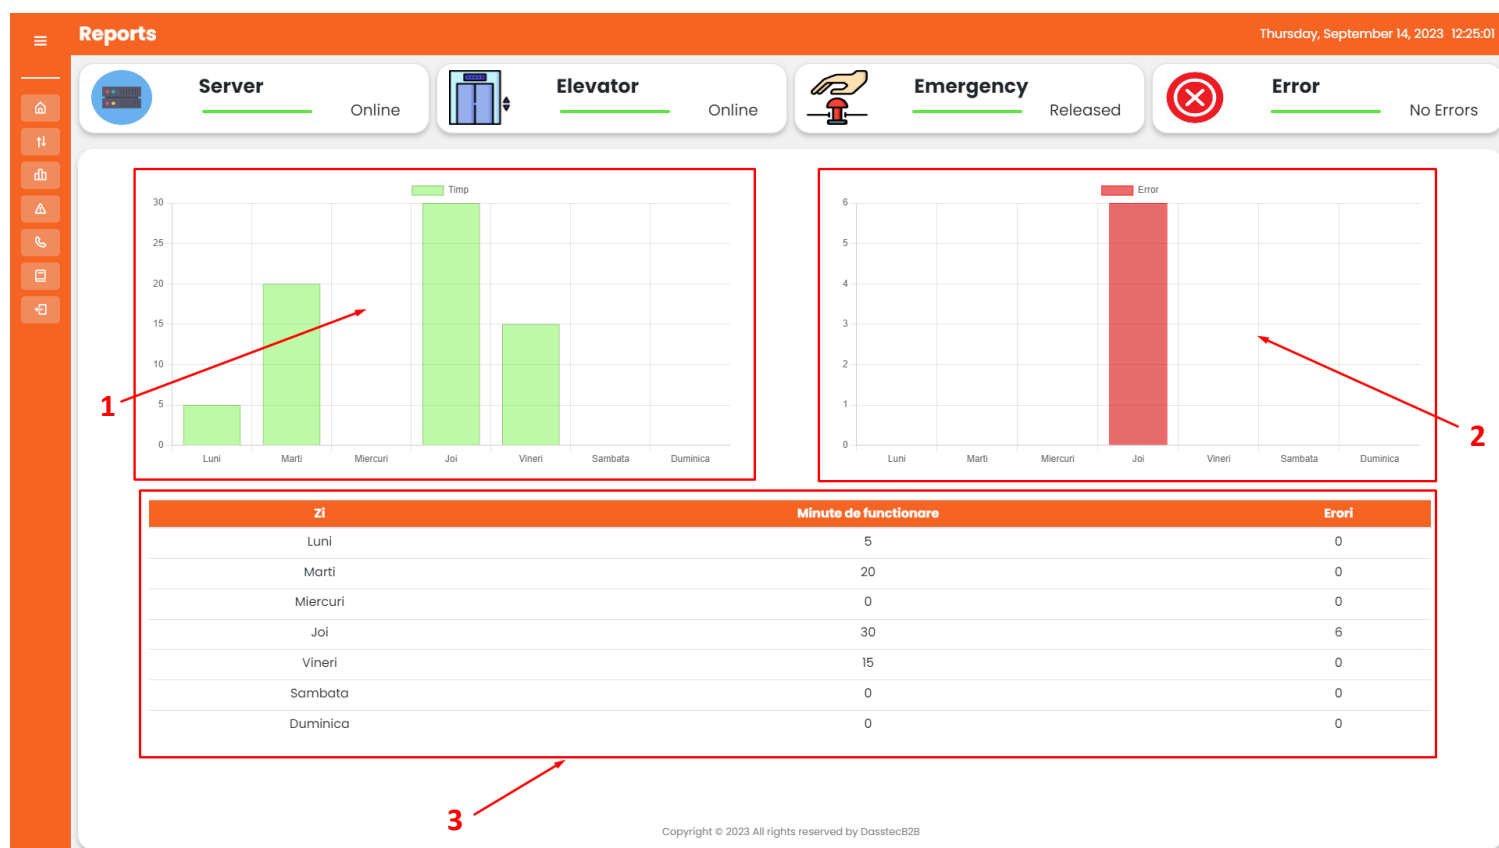 Reports
Thursday, September 14, 2023 12:25:01
Server
Online
Elevator
Online
Emergency
Released
Error
No Errors
Timp
30
25
20
15
10
5
0
Luni Marti Miercuri Joi Vineri Sambata Duminica
1
Error
6
5
4
3
2
1
0
Luni Marti Miercuri Joi Vineri Sambata Duminica
2
Zi Minute de functionare Erori
Luni 5 0
Marti 20 0
Miercuri 0 0
Joi 30 6
Vineri 15 0
Sambata 0 0
Duminica 0 0
3
Copyright © 2023 All rights reserved by DasstecB2B